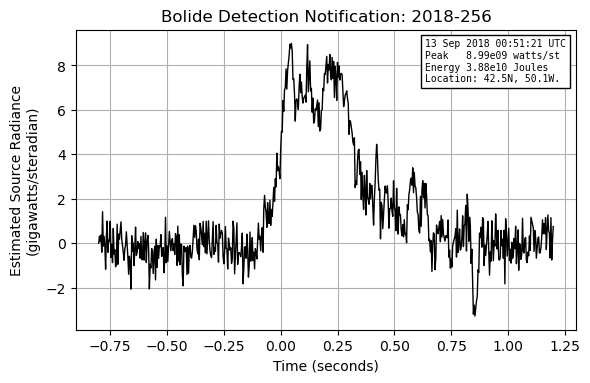 Bolide Detection Notification: 2018-256
13 Sep 2018 00:51:21 UTC
Peak   8.99e09 watts/st
Energy 3.88e10 Joules
Location: 42.5N, 50.1W.
Estimated Source Radiance
(gigawatts/steradian)
8
6
4
2
0
−2
−0.75 −0.50 −0.25 0.00 0.25 0.50 0.75 1.00 1.25
Time (seconds)